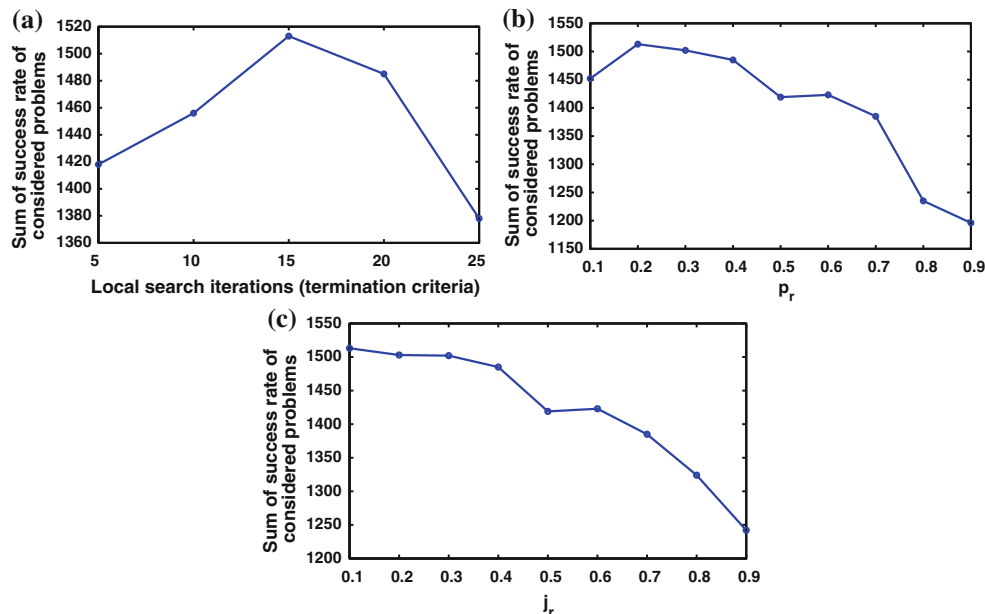 (a)
1520
1500
1480
1460
1440
1420
1400
1380
1360
Sum of success rate of
considered problems
5 10 15 20 25
Local search iterations (termination criteria)
(b)
1550
1500
1450
1400
1350
1300
1250
1200
1150
Sum of success rate of
considered problems
0.1 0.2 0.3 0.4 0.5 0.6 0.7 0.8 0.9
p_r
(c)
1550
1500
1450
1400
1350
1300
1250
1200
Sum of success rate of
considered problems
0.1 0.2 0.3 0.4 0.5 0.6 0.7 0.8 0.9
j_r